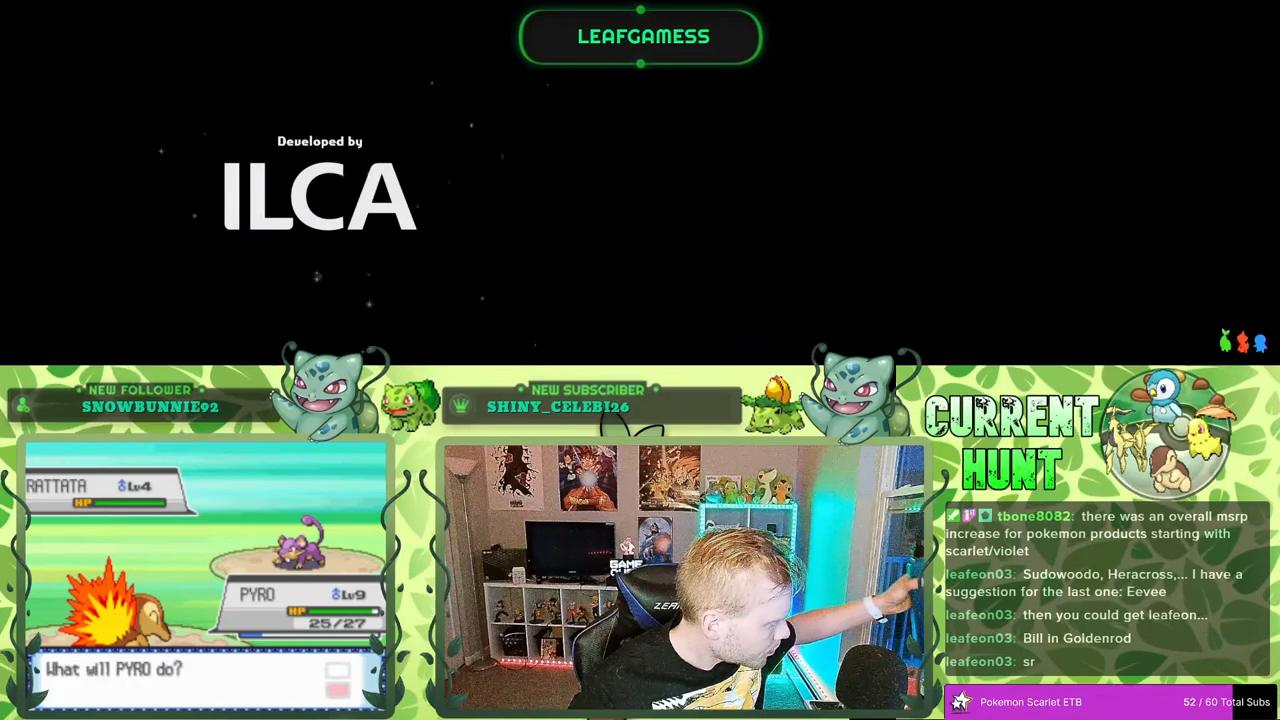 LEAFGAMESS
Developed by
ILCA
NEW FOLLOWER
SNOWBUNNIE92
NEW SUBSCRIBER
SHINY_CELEBI26
CURRENT
HUNT
RATTATA ♂Lv4
HP
PYRO ♂Lv9
HP
25/27
What will PYRO do?
GAME
tbone8082: there was an overall msrp
increase for pokemon products starting with
scarlet/violet
leafeon03: Sudowoodo, Heracross,... I have a
suggestion for the last one: Eevee
leafeon03: then you could get leafeon...
leafeon03: Bill in Goldenrod
leafeon03: sr
Pokemon Scarlet ETB 52 / 60 Total Subs